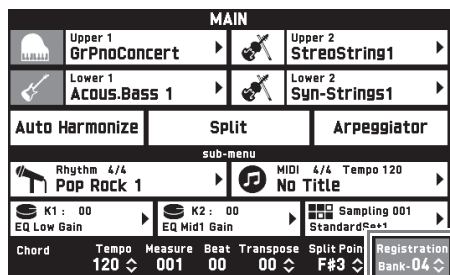 MAIN
Upper 1
GrPnoConcert
Upper 2
StreoString1
Lower 1
Acous.Bass 1
Lower 2
Syn-Strings1
Auto Harmonize
Split
Arpeggiator
sub-menu
Rhythm 4/4
Pop Rock 1
MIDI 4/4 Tempo 120
No Title
K1 : 00
EQ Low Gain
K2 : 00
EQ Mid1 Gain
Sampling 001
StandardSet1
Chord Tempo Measure Beat Transpose Split Poin Registration
120 001 00 00 F#3 Bank-04